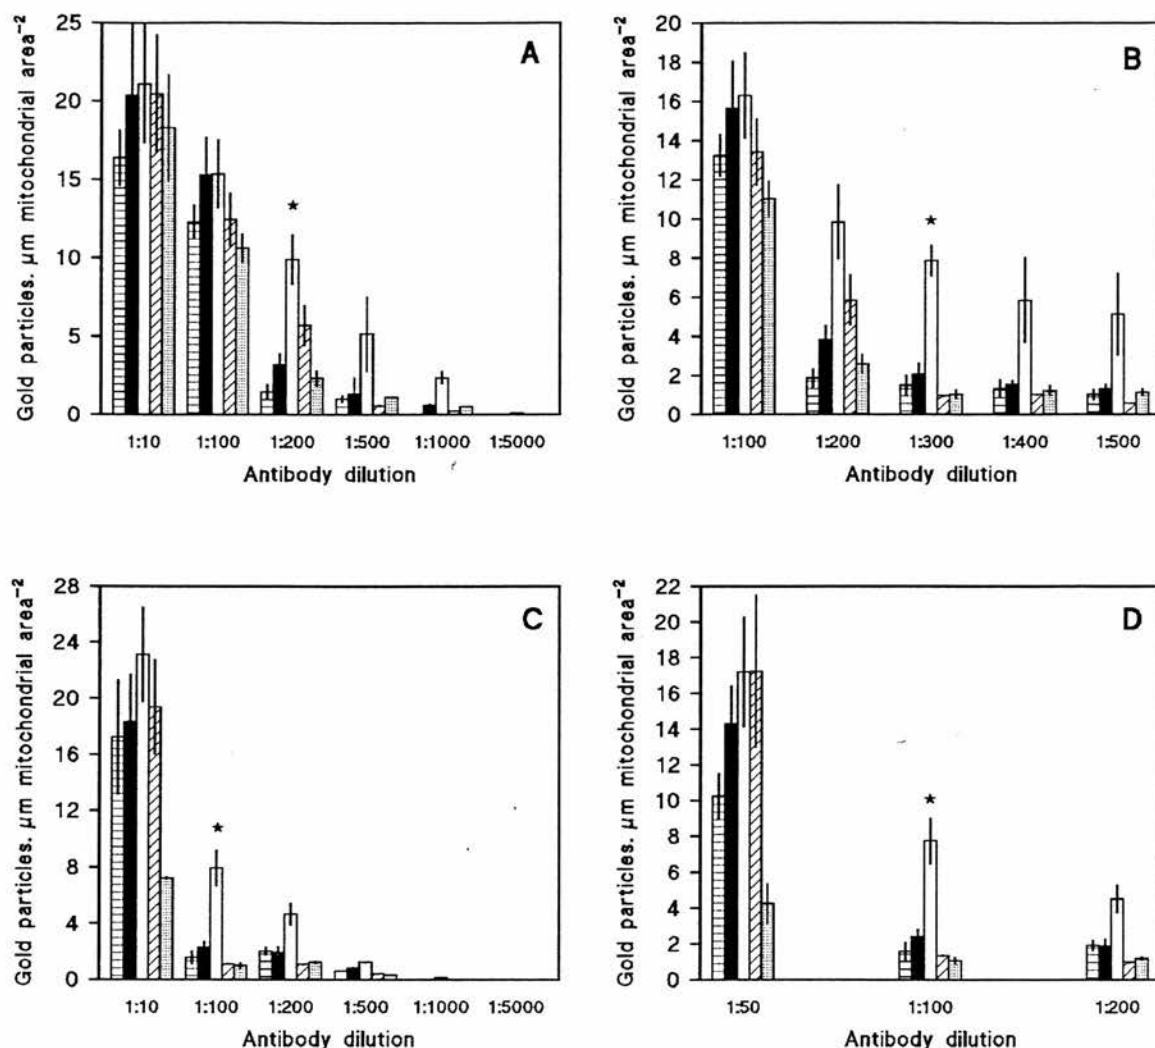 25
20
15
10
5
0
Gold particles. µm mitochondrial area⁻²
A
★
1:10 1:100 1:200 1:500 1:1000 1:5000
Antibody dilution
20
18
16
14
12
10
8
6
4
2
0
Gold particles. µm mitochondrial area⁻²
B
★
1:100 1:200 1:300 1:400 1:500
Antibody dilution
28
24
20
16
12
8
4
0
Gold particles. µm mitochondrial area⁻²
C
★
1:10 1:100 1:200 1:500 1:1000 1:5000
Antibody dilution
22
20
18
16
14
12
10
8
6
4
2
0
Gold particles. µm mitochondrial area⁻²
D
★
1:50 1:100 1:200
Antibody dilution